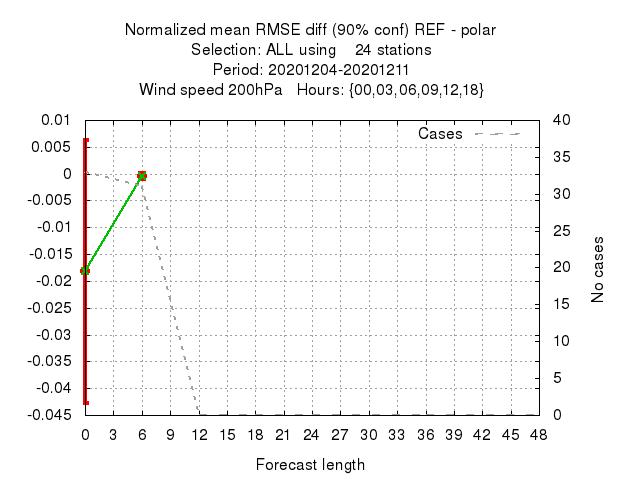 Normalized mean RMSE diff (90% conf) REF - polar
Selection: ALL using 24 stations
Period: 20201204-20201211
Wind speed 200hPa Hours: {00,03,06,09,12,18}
Cases
0.01
0.005
0
-0.005
-0.01
-0.015
-0.02
-0.025
-0.03
-0.035
-0.04
-0.045
40
35
30
25
20
15
10
5
0
No cases
0 3 6 9 12 15 18 21 24 27 30 33 36 39 42 45 48
Forecast length